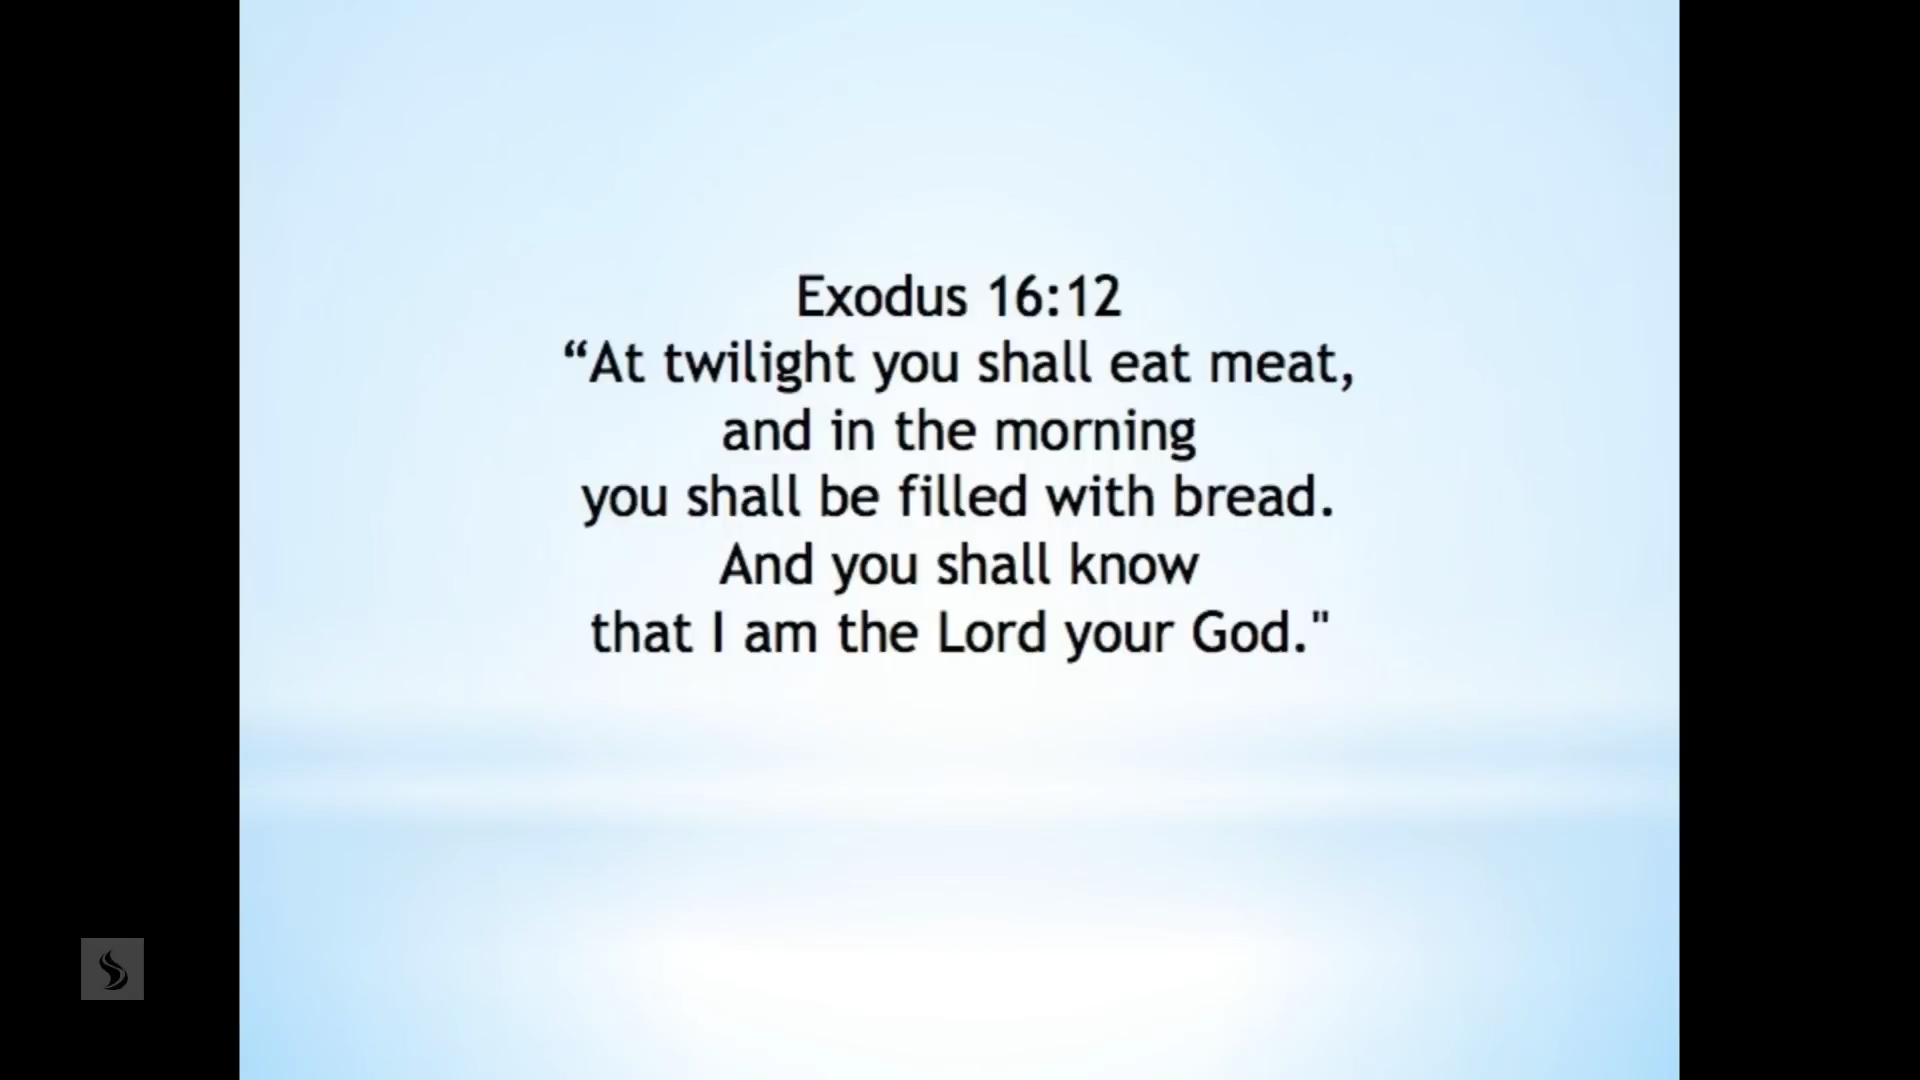 Exodus 16:12
“At twilight you shall eat meat,
and in the morning
you shall be filled with bread.
And you shall know
that I am the Lord your God."